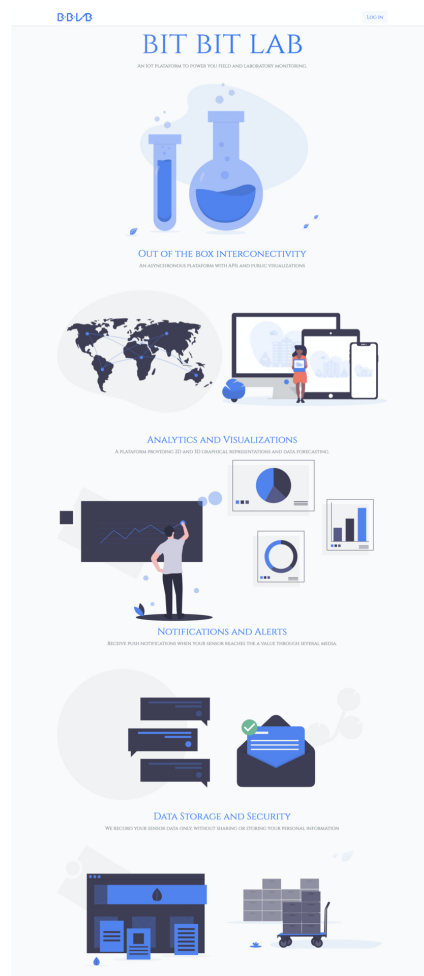 B·B·LAB
LOG IN
BIT BIT LAB
AN IOT PLATAFORM TO POWER YOU FIELD AND LABORATORY MONITORING.
OUT OF THE BOX INTERCONECTIVITY
AN ASYNCHRONOUS PLATAFORM WITH APIS AND PUBLIC VISUALIZATIONS
ANALYTICS AND VISUALIZATIONS
A PLATAFORM PROVIDING 2D AND 3D GRAPHICAL REPRESENTATIONS AND DATA FORECASTING.
NOTIFICATIONS AND ALERTS
RECEIVE PUSH NOTIFICATIONS WHEN YOUR SENSOR REACHES THE A VALUE THROUGH SEVERAL MEDIA.
DATA STORAGE AND SECURITY
WE RECORD YOUR SENSOR DATA ONLY, WITHOUT SHARING OR STORING YOUR PERSONAL INFORMATION